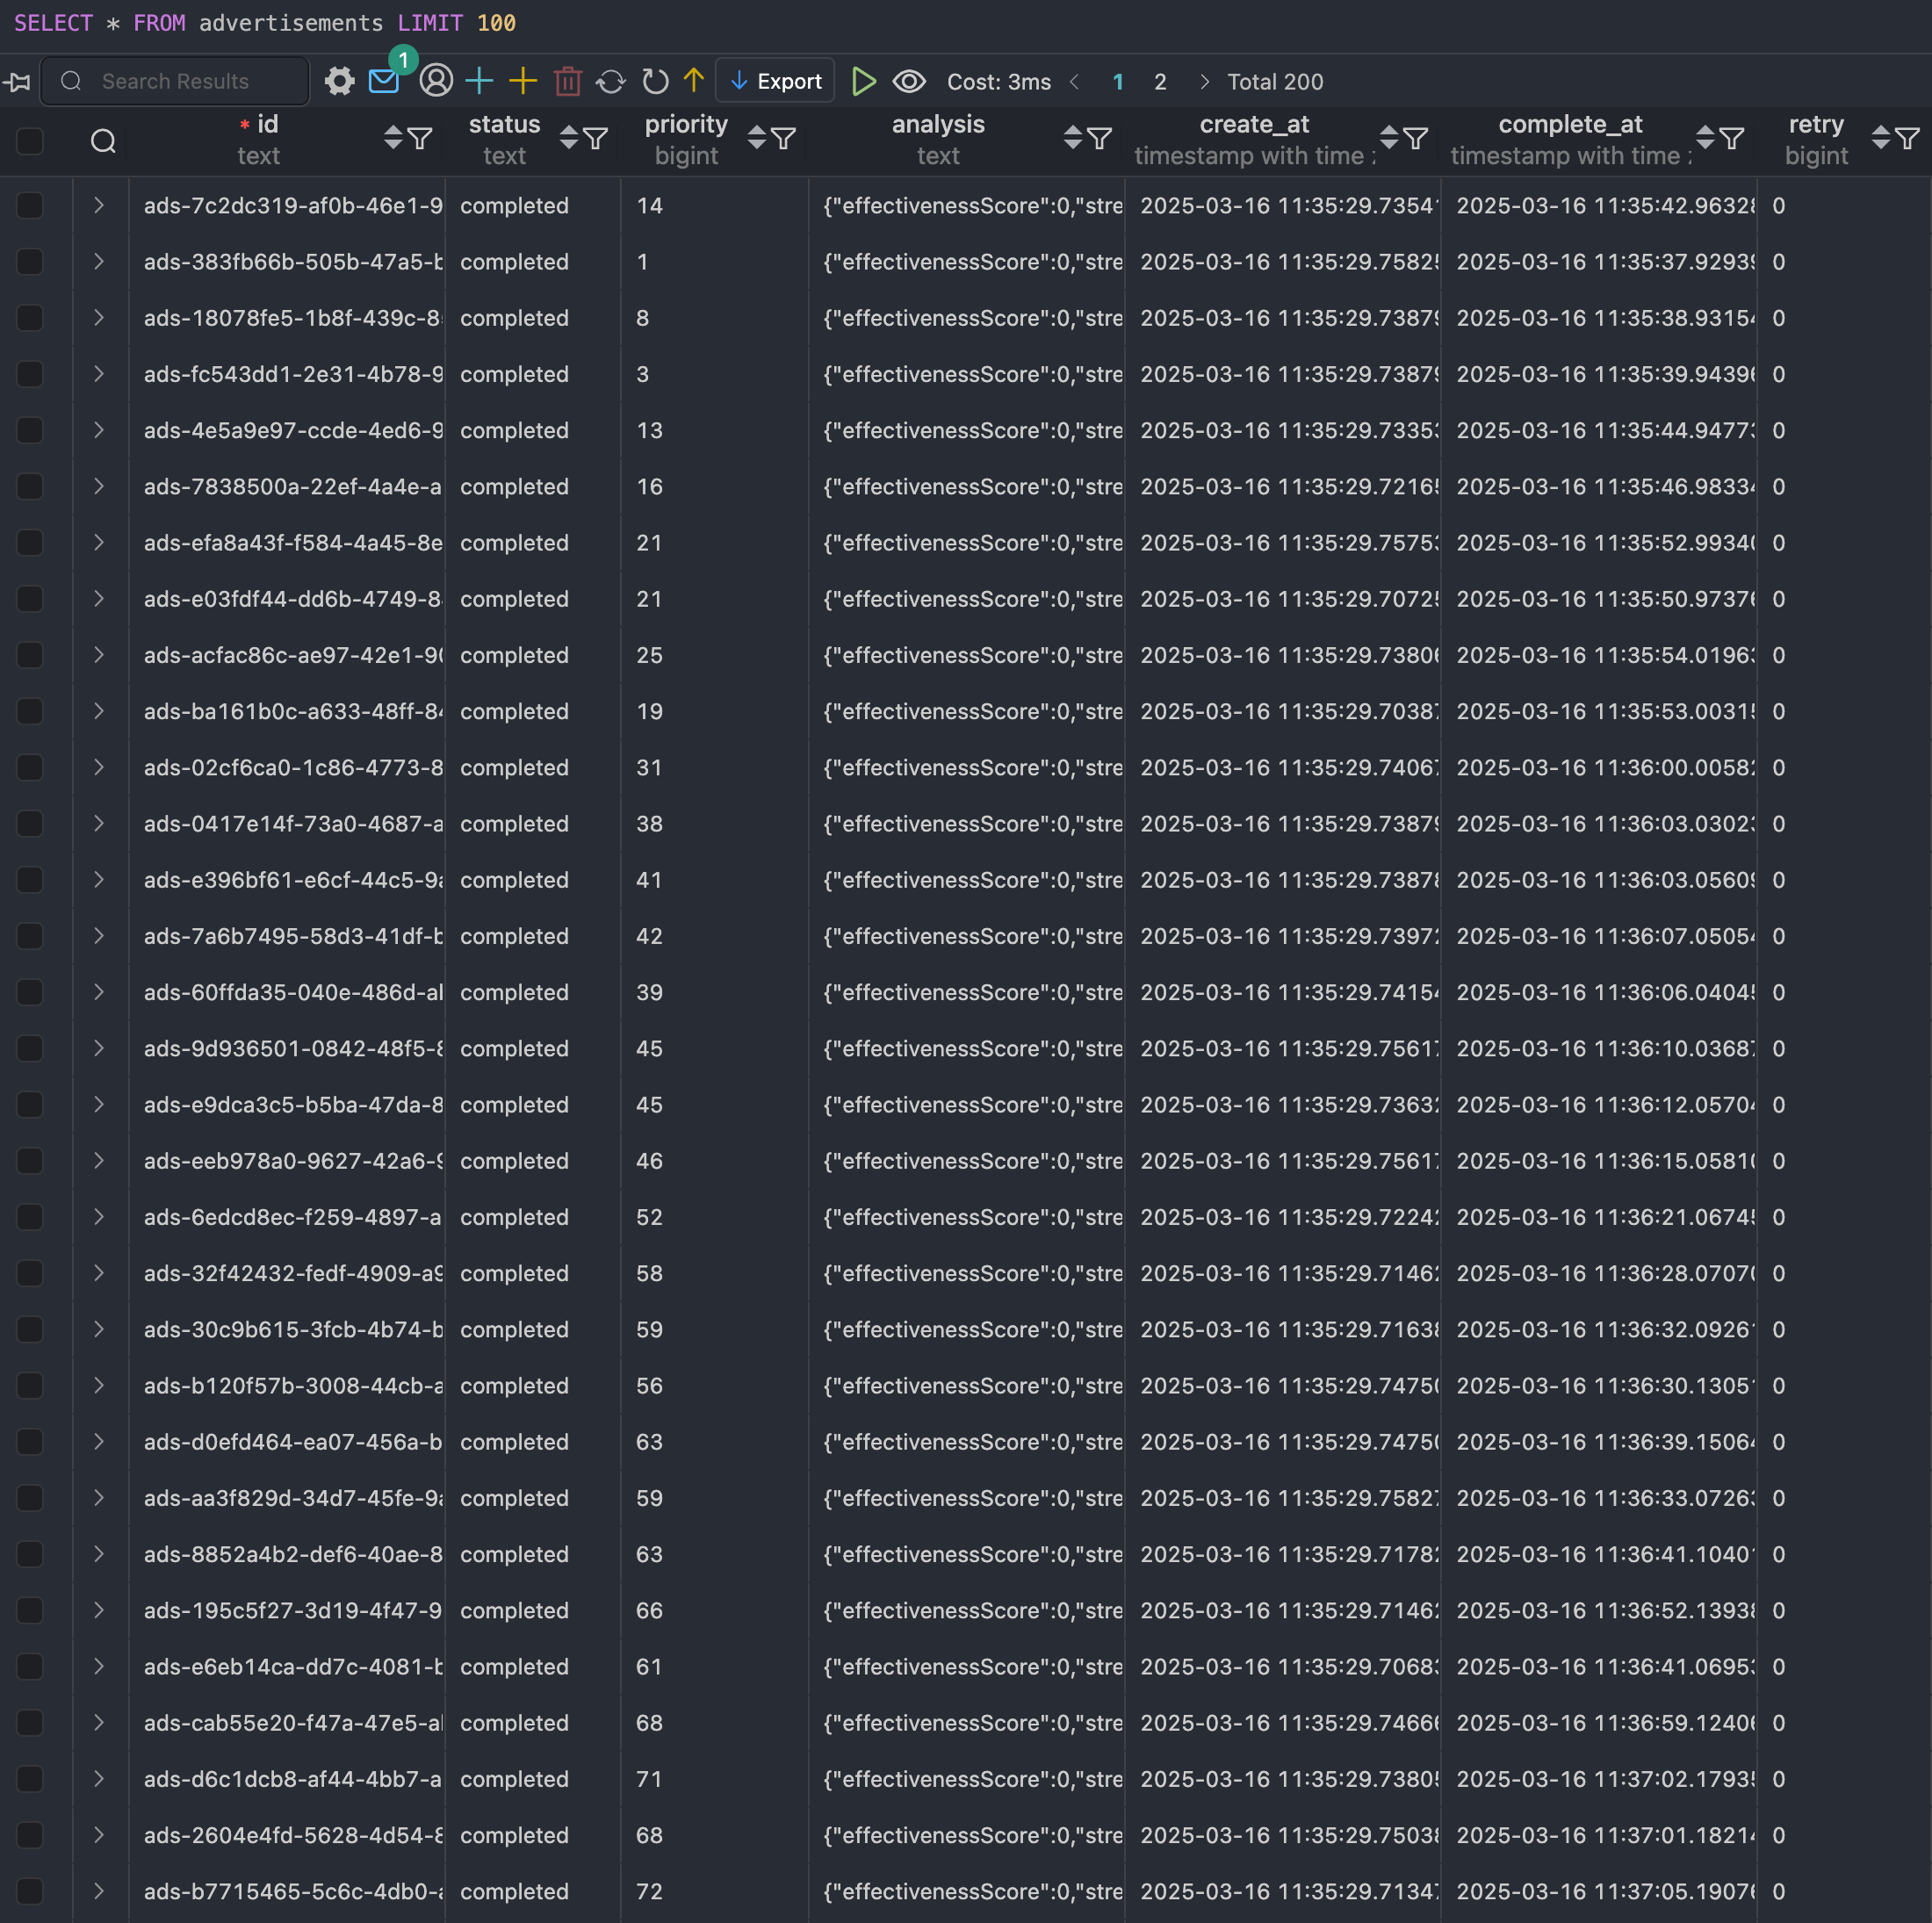 SELECT * FROM advertisements LIMIT 100
Search Results 1 Export Cost: 3ms 1 2 Total 200
* id status priority analysis create_at complete_at retry
text text bigint text timestamp with time timestamp with time bigint
ads-7c2dc319-af0b-46e1-9 completed 14 {"effectivenessScore":0,"stre 2025-03-16 11:35:29.7354 2025-03-16 11:35:42.9632 0
ads-383fb66b-505b-47a5-b completed 1 {"effectivenessScore":0,"stre 2025-03-16 11:35:29.7582 2025-03-16 11:35:37.9293 0
ads-18078fe5-1b8f-439c-8 completed 8 {"effectivenessScore":0,"stre 2025-03-16 11:35:29.7387 2025-03-16 11:35:38.9315 0
ads-fc543dd1-2e31-4b78-9 completed 3 {"effectivenessScore":0,"stre 2025-03-16 11:35:29.7387 2025-03-16 11:35:39.9439 0
ads-4e5a9e97-ccde-4ed6-9 completed 13 {"effectivenessScore":0,"stre 2025-03-16 11:35:29.7335 2025-03-16 11:35:44.9477 0
ads-7838500a-22ef-4a4e-a completed 16 {"effectivenessScore":0,"stre 2025-03-16 11:35:29.7216 2025-03-16 11:35:46.9833 0
ads-efa8a43f-f584-4a45-8e completed 21 {"effectivenessScore":0,"stre 2025-03-16 11:35:29.7575 2025-03-16 11:35:52.9934 0
ads-e03fdf44-dd6b-4749-8 completed 21 {"effectivenessScore":0,"stre 2025-03-16 11:35:29.7072 2025-03-16 11:35:50.9737 0
ads-acfac86c-ae97-42e1-9 completed 25 {"effectivenessScore":0,"stre 2025-03-16 11:35:29.7380 2025-03-16 11:35:54.0196 0
ads-ba161b0c-a633-48ff-8 completed 19 {"effectivenessScore":0,"stre 2025-03-16 11:35:29.7038 2025-03-16 11:35:53.0031 0
ads-02cf6ca0-1c86-4773-8 completed 31 {"effectivenessScore":0,"stre 2025-03-16 11:35:29.7406 2025-03-16 11:36:00.0058 0
ads-0417e14f-73a0-4687-a completed 38 {"effectivenessScore":0,"stre 2025-03-16 11:35:29.7387 2025-03-16 11:36:03.0302 0
ads-e396bf61-e6cf-44c5-9 completed 41 {"effectivenessScore":0,"stre 2025-03-16 11:35:29.7387 2025-03-16 11:36:03.0560 0
ads-7a6b7495-58d3-41df-b completed 42 {"effectivenessScore":0,"stre 2025-03-16 11:35:29.7397 2025-03-16 11:36:07.0505 0
ads-60ffda35-040e-486d-a completed 39 {"effectivenessScore":0,"stre 2025-03-16 11:35:29.7415 2025-03-16 11:36:06.0404 0
ads-9d936501-0842-48f5-8 completed 45 {"effectivenessScore":0,"stre 2025-03-16 11:35:29.7561 2025-03-16 11:36:10.0368 0
ads-e9dca3c5-b5ba-47da-8 completed 45 {"effectivenessScore":0,"stre 2025-03-16 11:35:29.7363 2025-03-16 11:36:12.0570 0
ads-eeb978a0-9627-42a6-9 completed 46 {"effectivenessScore":0,"stre 2025-03-16 11:35:29.7561 2025-03-16 11:36:15.0581 0
ads-6edcd8ec-f259-4897-a completed 52 {"effectivenessScore":0,"stre 2025-03-16 11:35:29.7224 2025-03-16 11:36:21.0674 0
ads-32f42432-fedf-4909-a9 completed 58 {"effectivenessScore":0,"stre 2025-03-16 11:35:29.7146 2025-03-16 11:36:28.0707 0
ads-30c9b615-3fcb-4b74-b completed 59 {"effectivenessScore":0,"stre 2025-03-16 11:35:29.7163 2025-03-16 11:36:32.0926 0
ads-b120f57b-3008-44cb-a completed 56 {"effectivenessScore":0,"stre 2025-03-16 11:35:29.7475 2025-03-16 11:36:30.1305 0
ads-d0efd464-ea07-456a-b completed 63 {"effectivenessScore":0,"stre 2025-03-16 11:35:29.7475 2025-03-16 11:36:39.1506 0
ads-aa3f829d-34d7-45fe-9 completed 59 {"effectivenessScore":0,"stre 2025-03-16 11:35:29.7582 2025-03-16 11:36:33.0726 0
ads-8852a4b2-def6-40ae-8 completed 63 {"effectivenessScore":0,"stre 2025-03-16 11:35:29.7178 2025-03-16 11:36:41.1040 0
ads-195c5f27-3d19-4f47-9 completed 66 {"effectivenessScore":0,"stre 2025-03-16 11:35:29.7146 2025-03-16 11:36:52.1393 0
ads-e6eb14ca-dd7c-4081-b completed 61 {"effectivenessScore":0,"stre 2025-03-16 11:35:29.7068 2025-03-16 11:36:41.0695 0
ads-cab55e20-f47a-47e5-a completed 68 {"effectivenessScore":0,"stre 2025-03-16 11:35:29.7466 2025-03-16 11:36:59.1240 0
ads-d6c1dcb8-af44-4bb7-a completed 71 {"effectivenessScore":0,"stre 2025-03-16 11:35:29.7380 2025-03-16 11:37:02.1793 0
ads-2604e4fd-5628-4d54-8 completed 68 {"effectivenessScore":0,"stre 2025-03-16 11:35:29.7503 2025-03-16 11:37:01.1821 0
ads-b7715465-5c6c-4db0-a completed 72 {"effectivenessScore":0,"stre 2025-03-16 11:35:29.7134 2025-03-16 11:37:05.1907 0